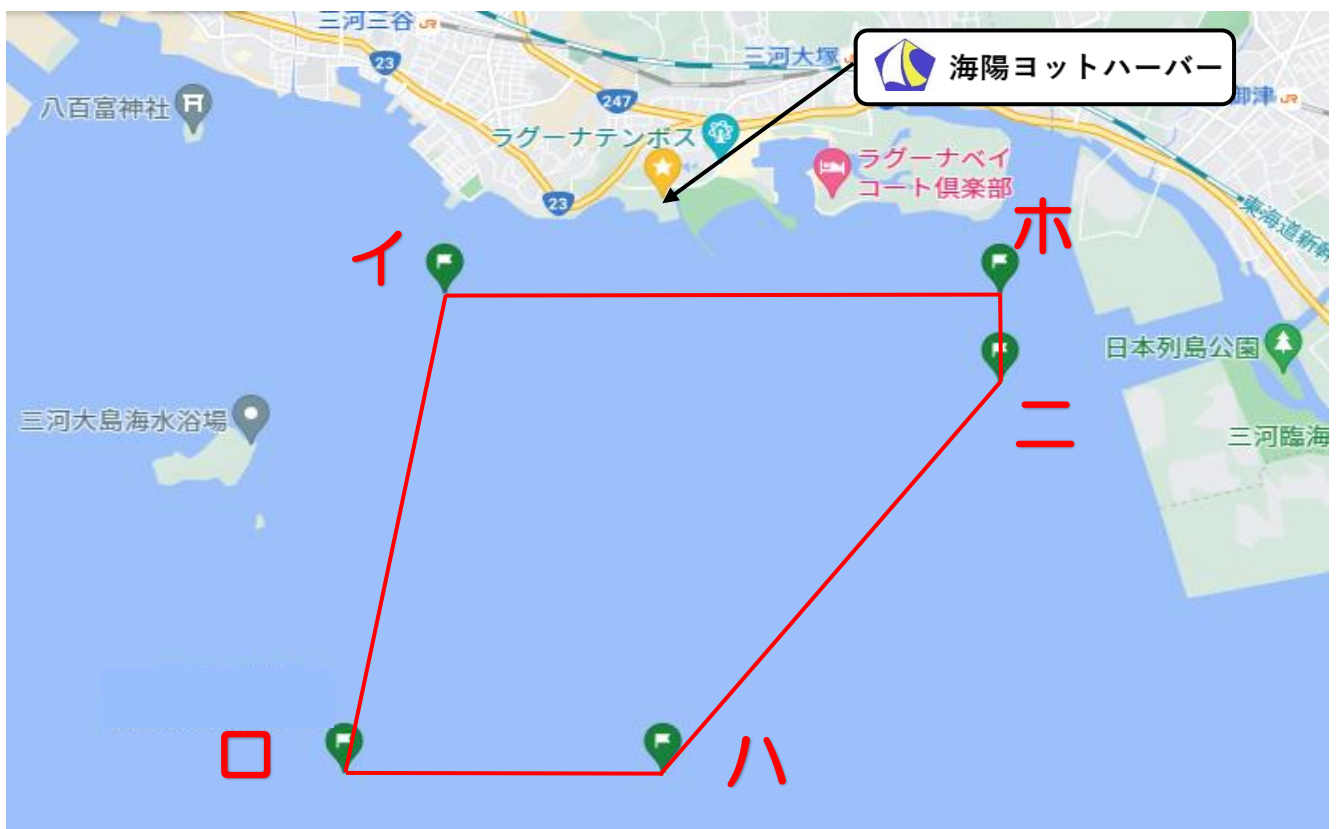 三河三谷 JR
23
三河大塚
海陽ヨットハーバー
八百富神社
247
御津 JR
ラグーナテンボス
ラグーナベイ
コート倶楽部
23
東海道新幹
イ
ホ
日本列島公園
三河大島海水浴場
ニ
三河臨海
ロ
ハ